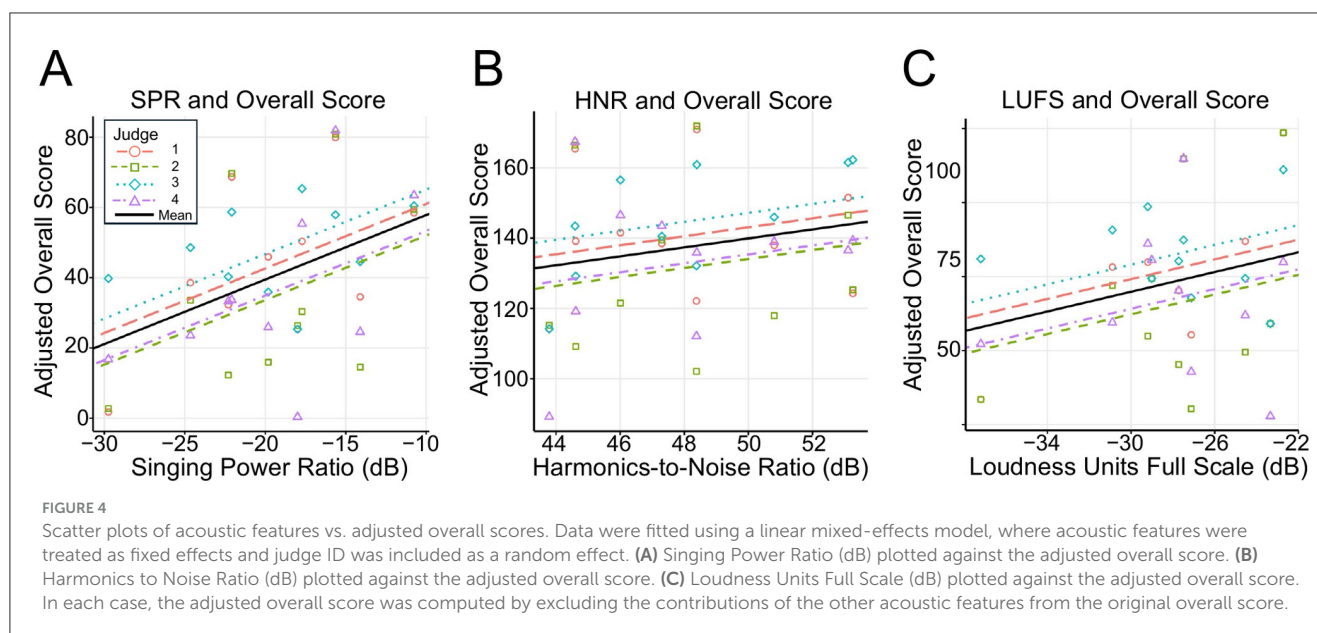 A
SPR and Overall Score
Adjusted Overall Score
80
60
40
20
0
Judge
1
2
3
4
Mean
−30
−25
−20
−15
−10
Singing Power Ratio (dB)
B
HNR and Overall Score
Adjusted Overall Score
160
140
120
100
44
46
48
50
52
Harmonics-to-Noise Ratio (dB)
C
LUFS and Overall Score
Adjusted Overall Score
100
75
50
−34
−30
−26
−22
Loudness Units Full Scale (dB)
FIGURE 4
Scatter plots of acoustic features vs. adjusted overall scores. Data were fitted using a linear mixed-effects model, where acoustic features were
treated as fixed effects and judge ID was included as a random effect. (A) Singing Power Ratio (dB) plotted against the adjusted overall score. (B)
Harmonics to Noise Ratio (dB) plotted against the adjusted overall score. (C) Loudness Units Full Scale (dB) plotted against the adjusted overall score.
In each case, the adjusted overall score was computed by excluding the contributions of the other acoustic features from the original overall score.